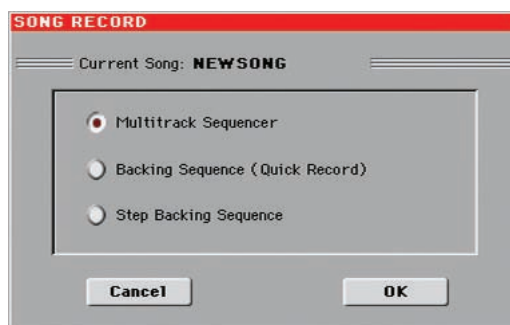 SONG RECORD
Current Song: NEWSONG
Multitrack Sequencer
Backing Sequence (Quick Record)
Step Backing Sequence
Cancel OK